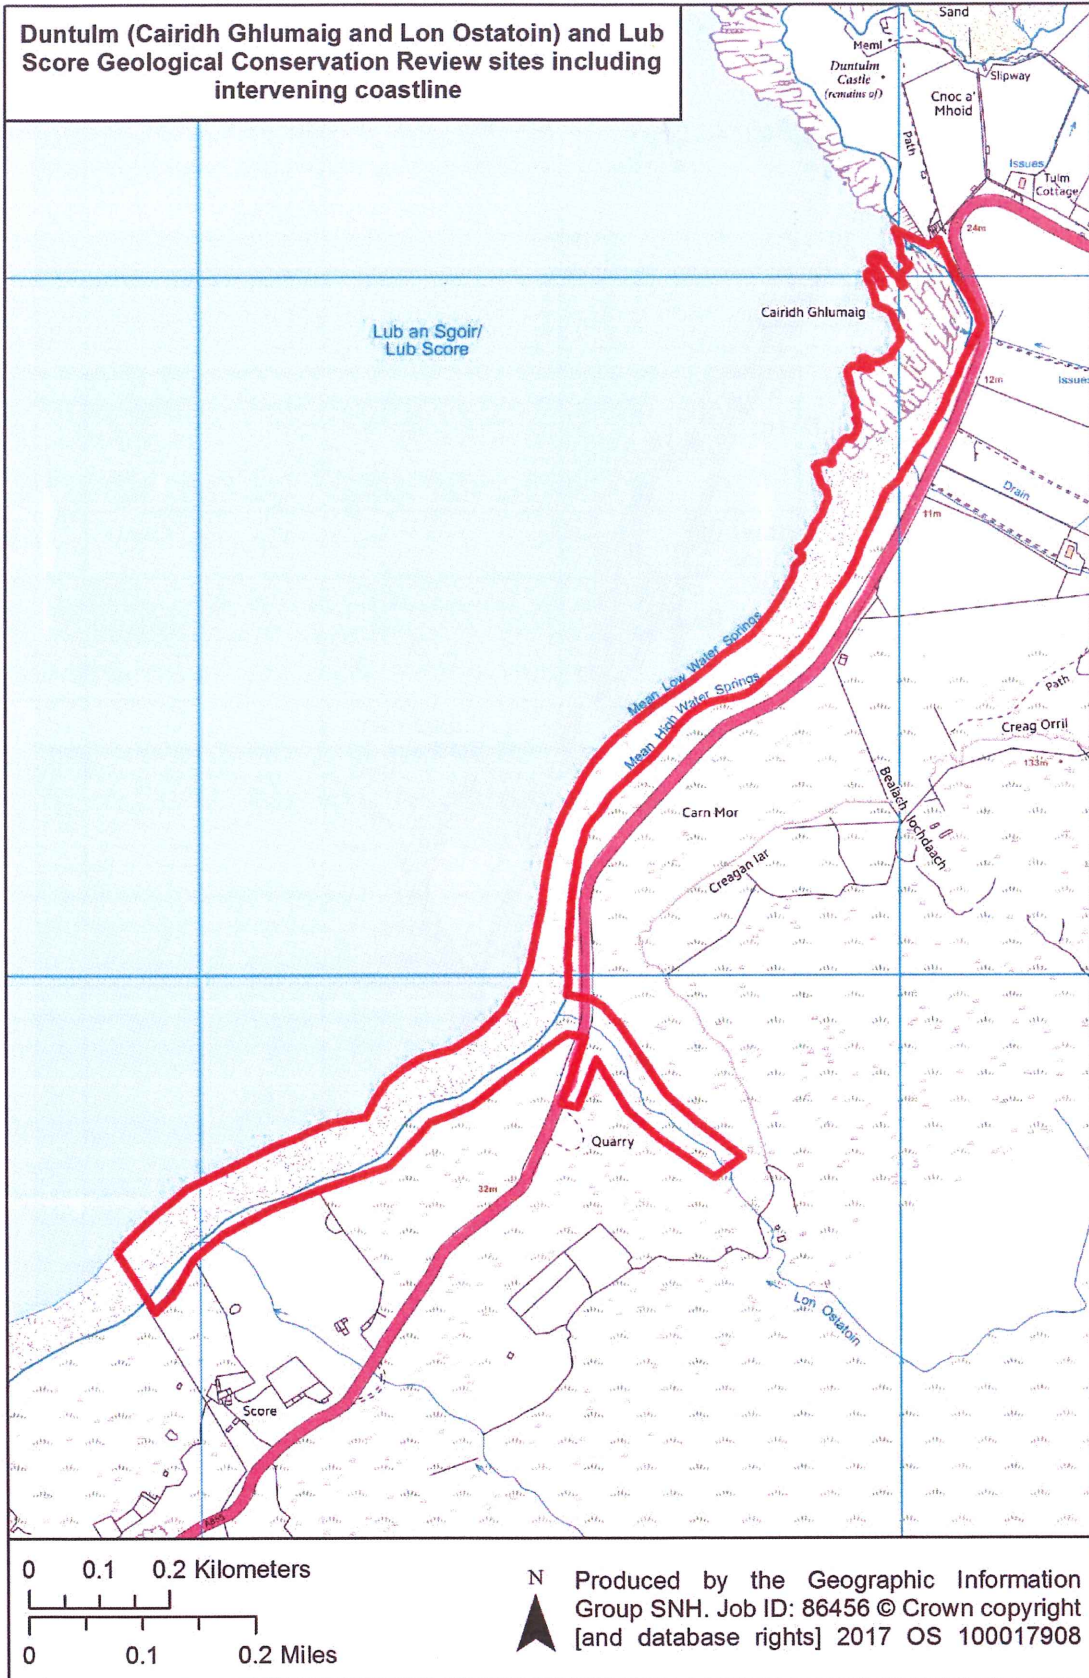 Duntulm (Cairidh Ghlumaig and Lon Ostatoin) and Lub
Score Geological Conservation Review sites including
intervening coastline
Sand
Meml
Duntulm
Castle
(remains of)
Slipway
Cnoc a'
Mhoid
Path
Issues
Tulm
Cottage
24m
Cairidh Ghlumaig
Lub an Sgoir/
Lub Score
12m
Issues
Drain
11m
Mean Low Water Springs
Mean High Water Springs
Path
Creag Orril
133m
Carn Mor
Bealach Iochdaach
Creagan Iar
Quarry
32m
Lon Ostatoin
Score
A855
0 0.1 0.2 Kilometers
0 0.1 0.2 Miles
N
Produced by the Geographic Information
Group SNH. Job ID: 86456 © Crown copyright
[and database rights] 2017 OS 100017908